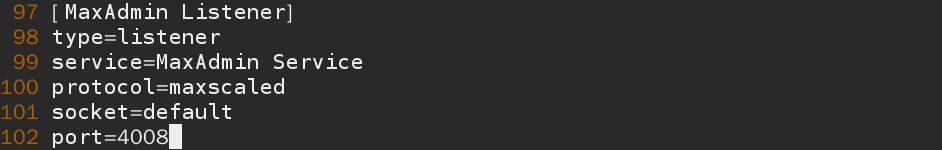 97 [MaxAdmin Listener]
98 type=listener
99 service=MaxAdmin Service
100 protocol=maxscaled
101 socket=default
102 port=4008